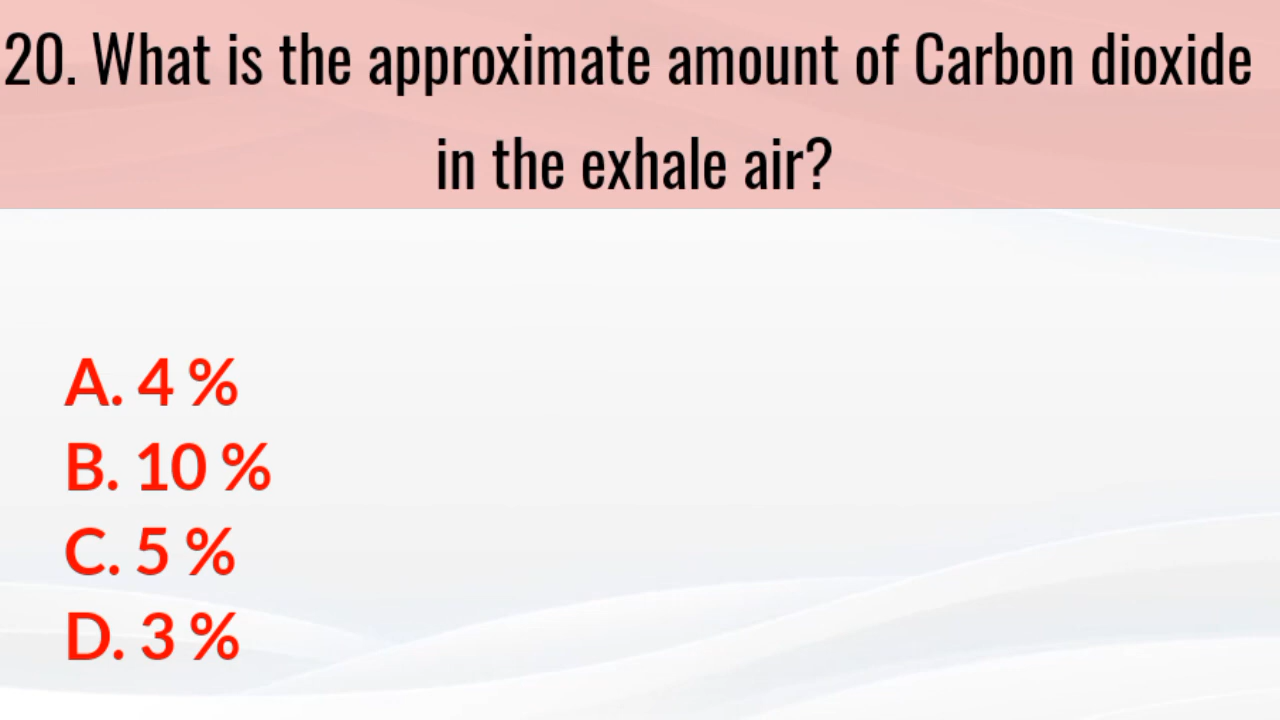 20. What is the approximate amount of Carbon dioxide
in the exhale air?
A. 4 %
B. 10 %
C. 5 %
D. 3 %